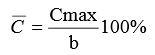 C̅ = Cmax/b 100%